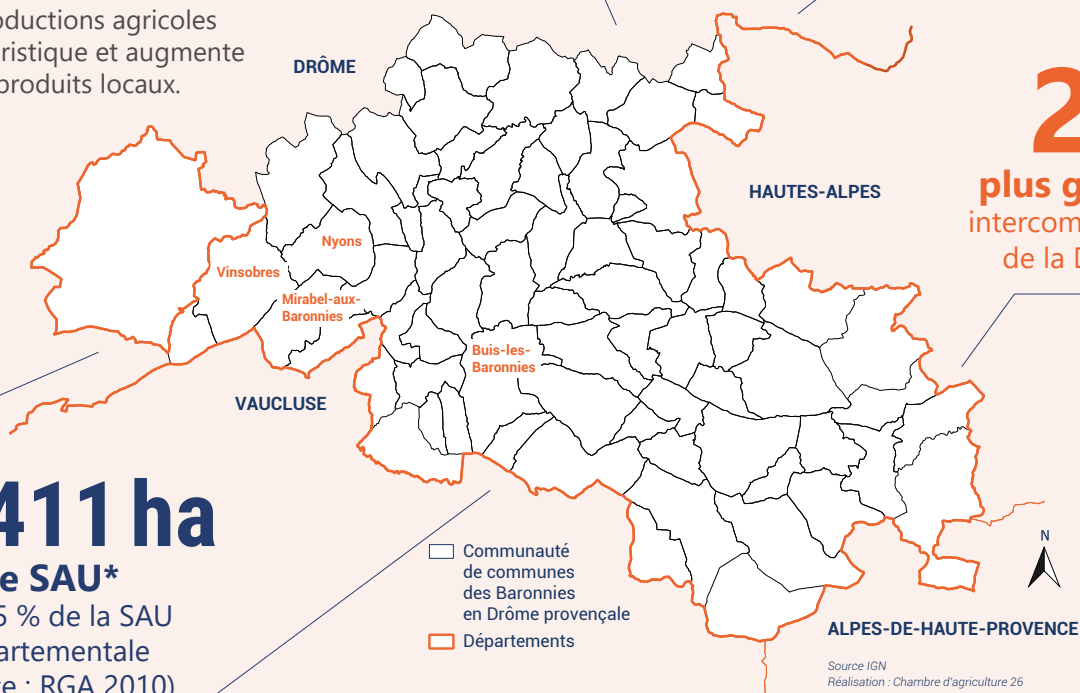 oductions agricoles
ristique et augmente
produits locaux.
DRÔME
2
plus g
intercom
de la D
HAUTES-ALPES
Nyons
Vinsobres
Mirabel-aux-
Baronnies
Buis-les-
Baronnies
VAUCLUSE
411 ha
e SAU*
5 % de la SAU
partementale
e : RGA 2010)
Communauté
de communes
des Baronnies
en Drôme provençale
Départements
N
ALPES-DE-HAUTE-PROVENCE
Source IGN
Réalisation : Chambre d'agriculture 26